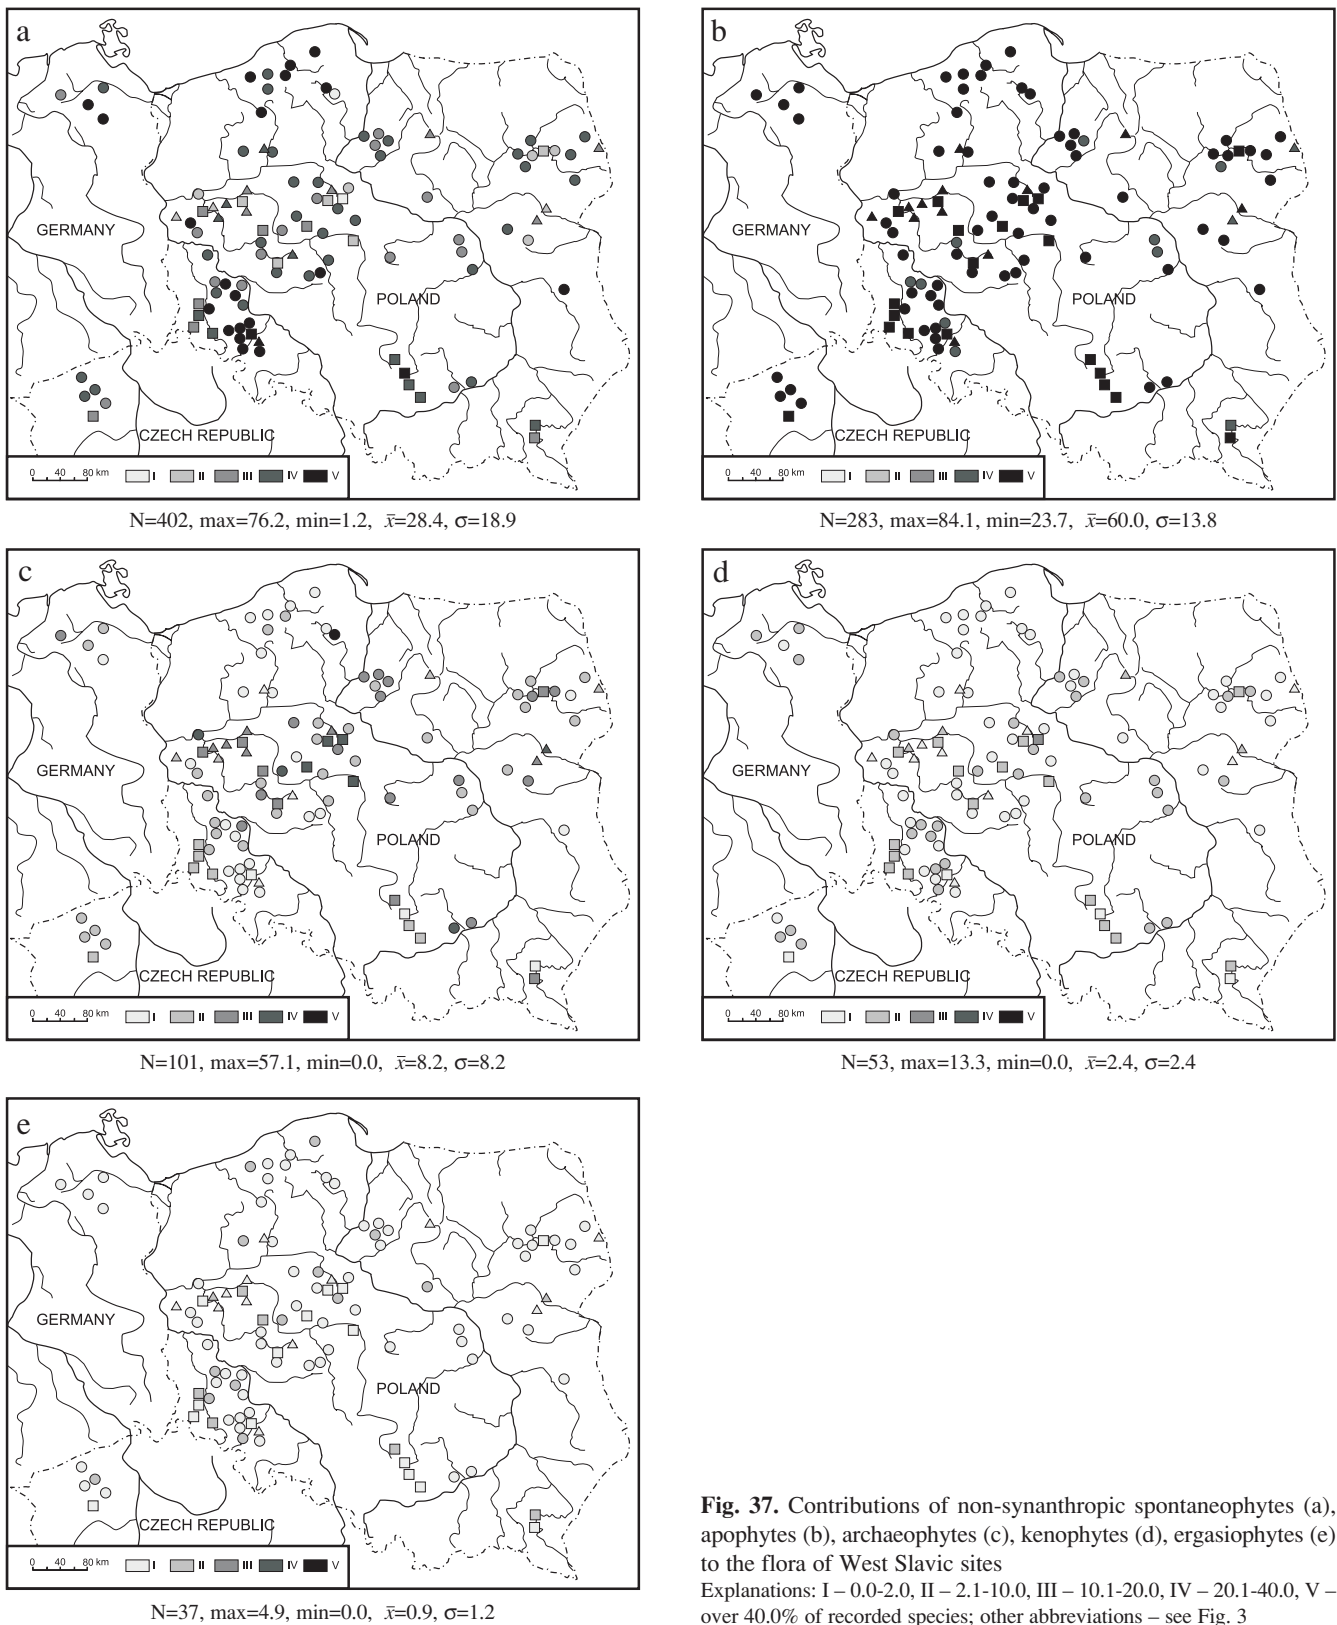 a
GERMANY
POLAND
CZECH REPUBLIC
0 40 80 km I II III IV V
N=402, max=76.2, min=1.2, x̄=28.4, σ=18.9
b
GERMANY
POLAND
CZECH REPUBLIC
0 40 80 km I II III IV V
N=283, max=84.1, min=23.7, x̄=60.0, σ=13.8
c
GERMANY
POLAND
CZECH REPUBLIC
0 40 80 km I II III IV V
N=101, max=57.1, min=0.0, x̄=8.2, σ=8.2
d
GERMANY
POLAND
CZECH REPUBLIC
0 40 80 km I II III IV V
N=53, max=13.3, min=0.0, x̄=2.4, σ=2.4
e
GERMANY
POLAND
CZECH REPUBLIC
0 40 80 km I II III IV V
N=37, max=4.9, min=0.0, x̄=0.9, σ=1.2
Fig. 37. Contributions of non-synanthropic spontaneophytes (a),
apophytes (b), archaeophytes (c), kenophytes (d), ergasiophytes (e)
to the flora of West Slavic sites
Explanations: I – 0.0-2.0, II – 2.1-10.0, III – 10.1-20.0, IV – 20.1-40.0, V –
over 40.0% of recorded species; other abbreviations – see Fig. 3